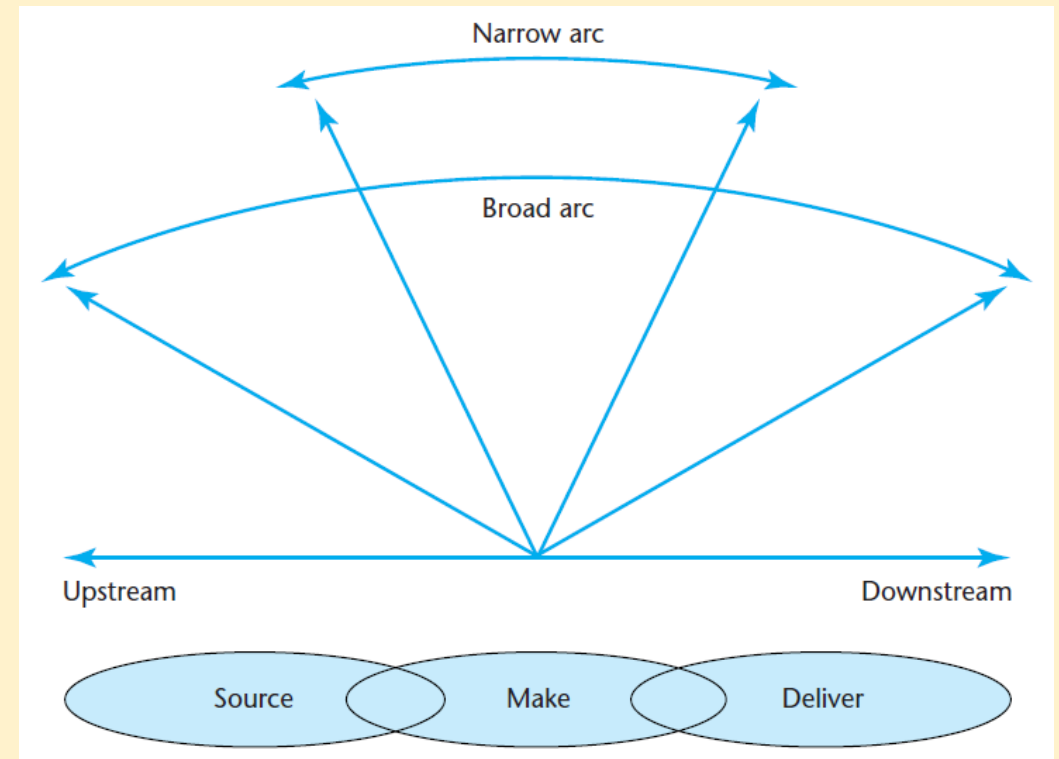 Narrow arc
Broad arc
Upstream
Downstream
Source
Make
Deliver